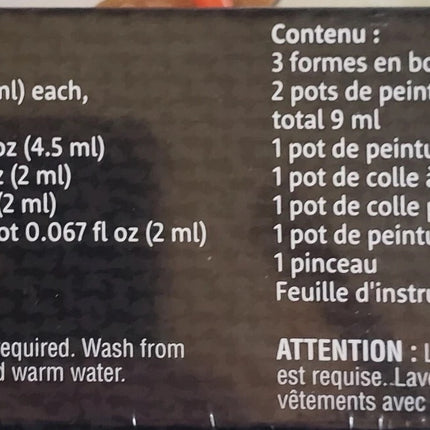 ml) each,
oz (4.5 ml)
z (2 ml)
(2 ml)
ot 0.067 fl oz (2 ml)
equired. Wash from
d warm water.
Contenu :
3 formes en bo
2 pots de peint
total 9 ml
1 pot de peintu
1 pot de colle à
1 pot de colle p
1 pot de peintu
1 pinceau
Feuille d'instru
ATTENTION : L
est requise. Lav
vêtements avec